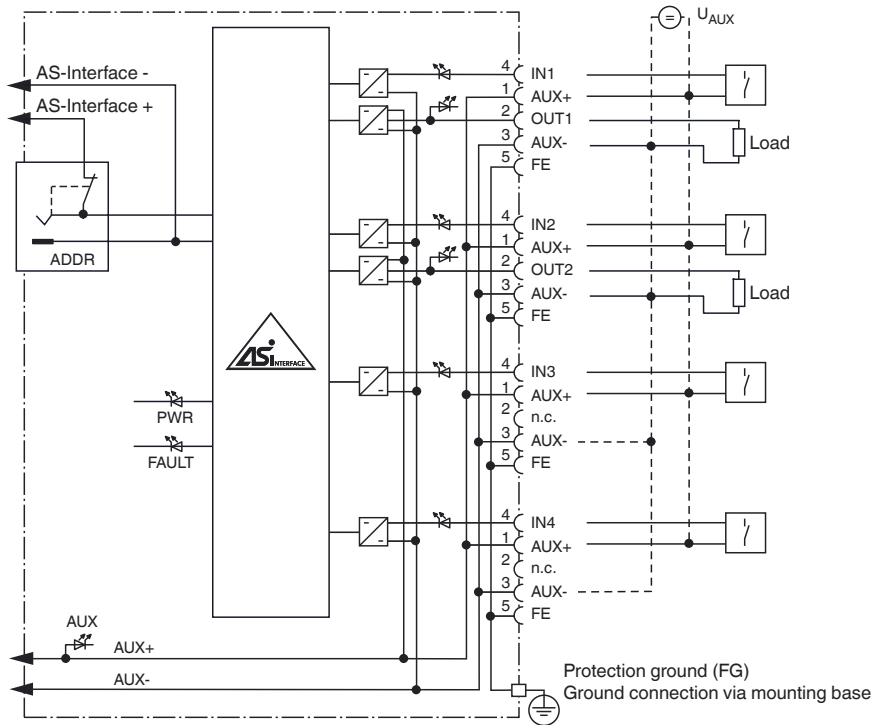 U AUX
AS-Interface -
AS-Interface +
ADDR
4 IN1
1 AUX+
2 OUT1
3 AUX-
5 FE
Load
4 IN2
1 AUX+
2 OUT2
3 AUX-
5 FE
Load
ASi INTERFACE
4 IN3
1 AUX+
2 n.c.
3 AUX-
5 FE
PWR
FAULT
4 IN4
1 AUX+
2 n.c.
3 AUX-
5 FE
AUX
AUX+
AUX-
Protection ground (FG)
Ground connection via mounting base